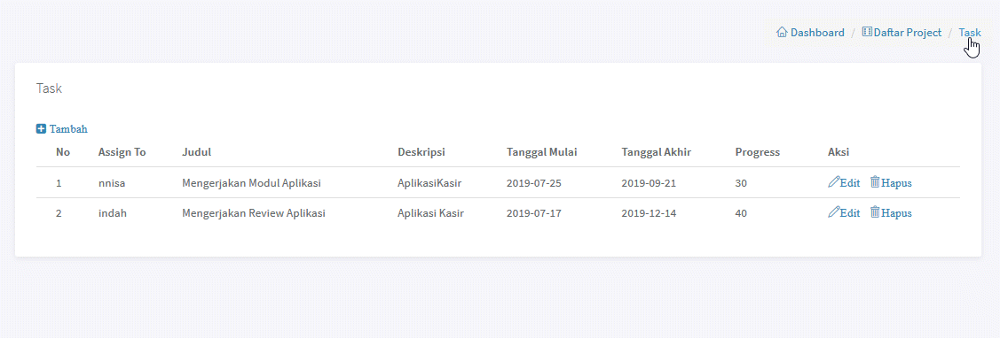 Dashboard / Daftar Project / Task
Task
Tambah
No Assign To Judul Deskripsi Tanggal Mulai Tanggal Akhir Progress Aksi
1 nnisa Mengerjakan Modul Aplikasi AplikasiKasir 2019-07-25 2019-09-21 30 Edit Hapus
2 indah Mengerjakan Review Aplikasi Aplikasi Kasir 2019-07-17 2019-12-14 40 Edit Hapus